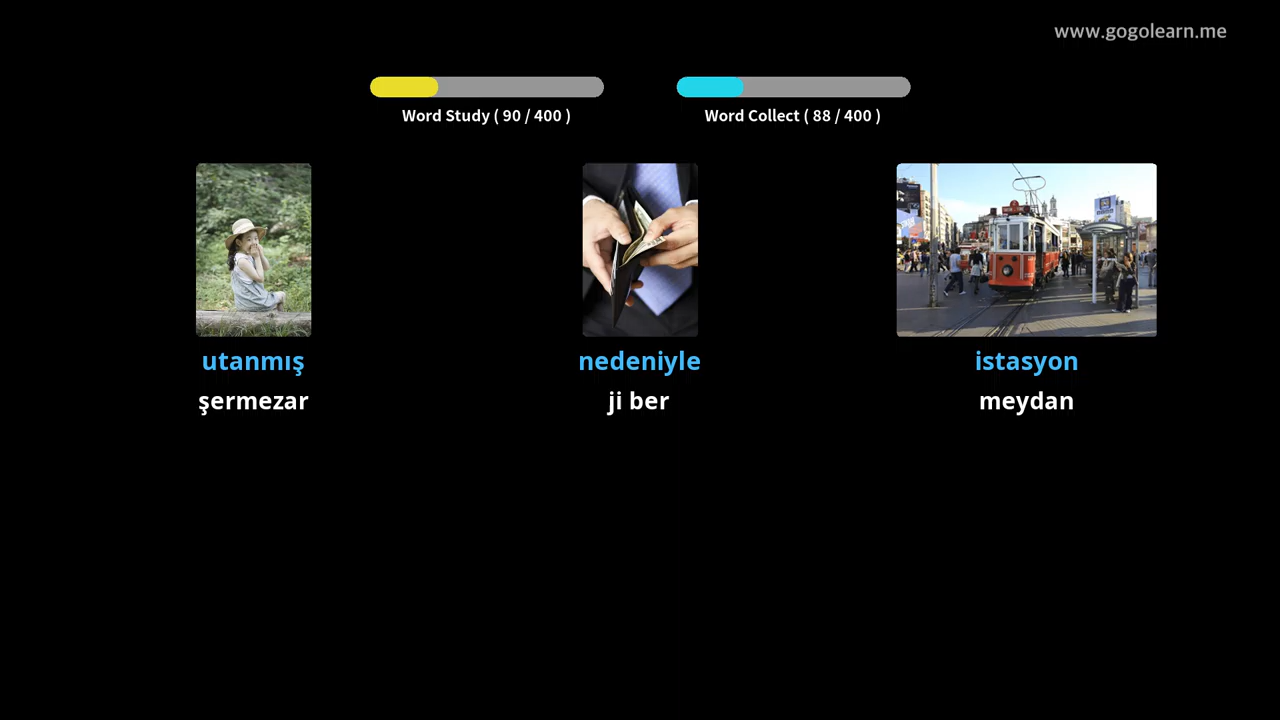 www.gogolearn.me
Word Study ( 90 / 400 )
Word Collect ( 88 / 400 )
utanmış
nedeniyle
istasyon
şermezar
ji ber
meydan